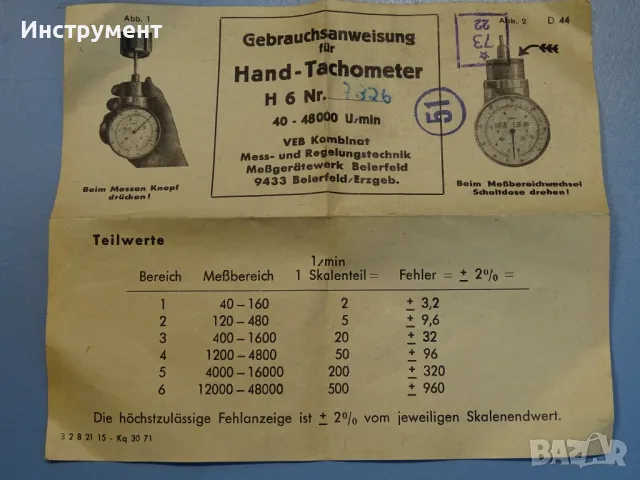 Инструмент
Abb. 1
Abb. 2 D 44
Gebrauchsanweisung
für
Hand-Tachometer
H 6 Nr. 7326
40 - 48000 U/min
VEB Kombinat
Mess- und Regelungstechnik
Meßgerätewerk Beierfeld
9433 Beierfeld/Erzgeb.
73
22
51
Beim Messen Knopf
drücken!
Beim Meßbereichwechsel
Schaltdose drehen!
Teilwerte
1/min
Bereich Meßbereich 1 Skalenteil = Fehler = ± 2% =
1 40 – 160 2 ± 3,2
2 120 – 480 5 ± 9,6
3 400 – 1600 20 ± 32
4 1200 – 4800 50 ± 96
5 4000 – 16000 200 ± 320
6 12000 – 48000 500 ± 960
Die höchstzulässige Fehlanzeige ist ± 2% vom jeweiligen Skalenendwert.
3 2 8 21 15 - Kq 30 71
BAZAR